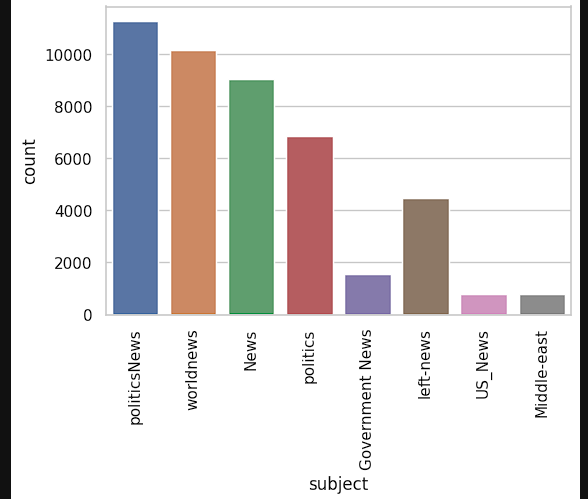 count
10000
8000
6000
4000
2000
0
politicsNews
worldnews
News
politics
Government News
left-news
US_News
Middle-east
subject